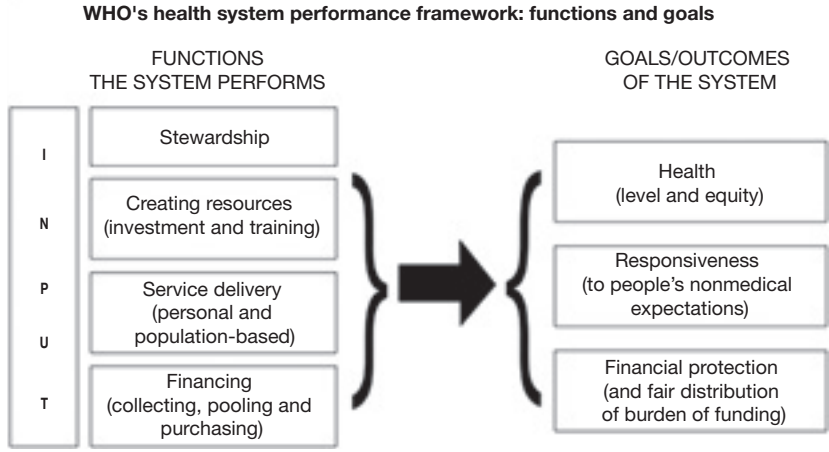 WHO's health system performance framework: functions and goals
FUNCTIONS
THE SYSTEM PERFORMS
GOALS/OUTCOMES
OF THE SYSTEM
I
N
P
U
T
Stewardship
Creating resources
(investment and training)
Service delivery
(personal and
population-based)
Financing
(collecting, pooling and
purchasing)
Health
(level and equity)
Responsiveness
(to people's nonmedical
expectations)
Financial protection
(and fair distribution
of burden of funding)